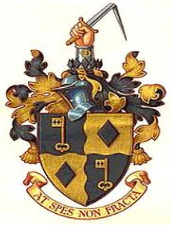 AT SPES NON FRACTA